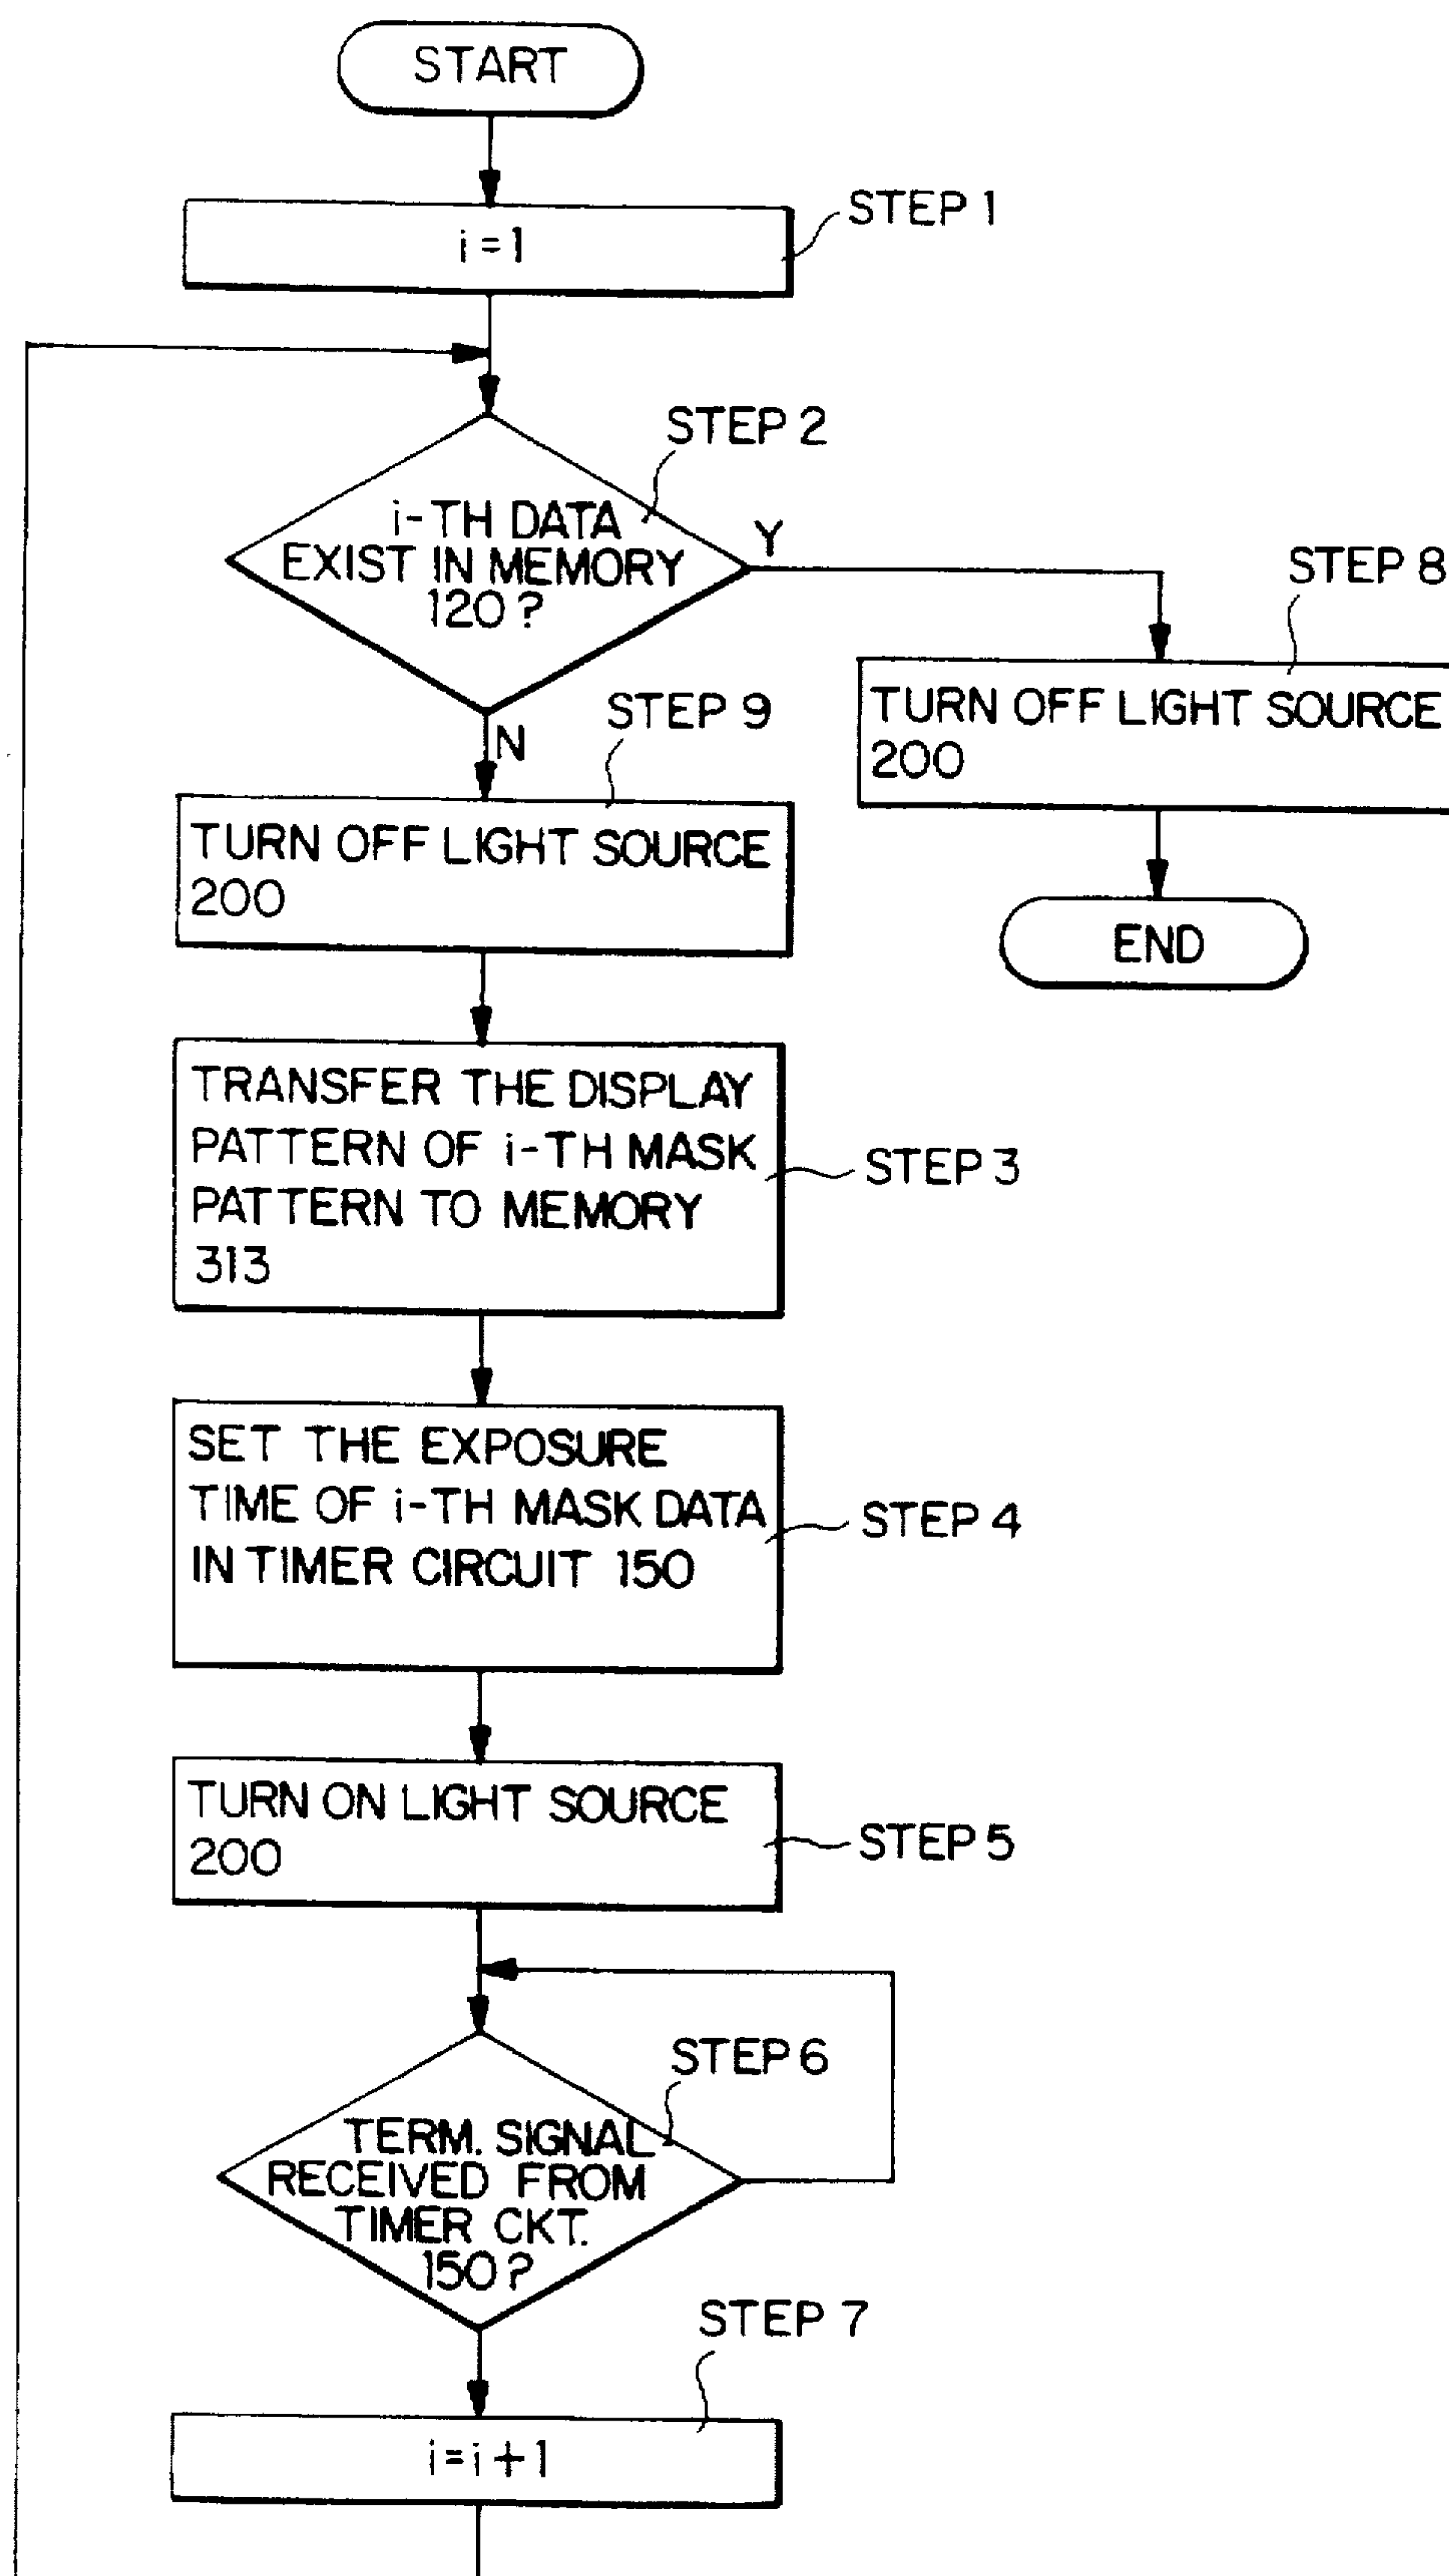 START
STEP 1
i=1
STEP 2
i-TH DATA
EXIST IN MEMORY
120?
Y
N
STEP 8
TURN OFF LIGHT SOURCE
200
END
STEP 9
TURN OFF LIGHT SOURCE
200
TRANSFER THE DISPLAY
PATTERN OF i-TH MASK
PATTERN TO MEMORY
313
STEP 3
SET THE EXPOSURE
TIME OF i-TH MASK DATA
IN TIMER CIRCUIT 150
STEP 4
TURN ON LIGHT SOURCE
200
STEP 5
STEP 6
TERM. SIGNAL
RECEIVED FROM
TIMER CKT.
150?
STEP 7
i=i+1